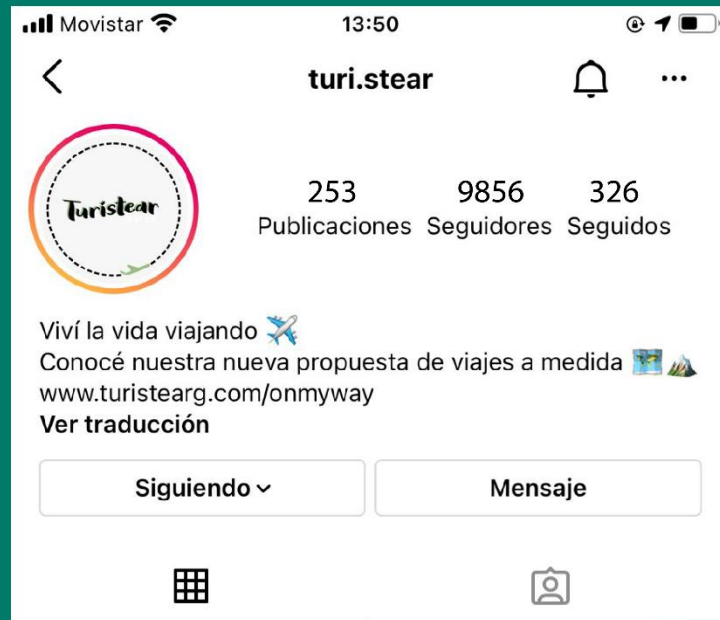 Movistar 13:50
turi.stear
Turistear
253 9856 326
Publicaciones Seguidores Seguidos
Viví la vida viajando ✈️
Conocé nuestra nueva propuesta de viajes a medida 🗺️🏔️
www.turistearg.com/onmyway
Ver traducción
Siguiendo Mensaje